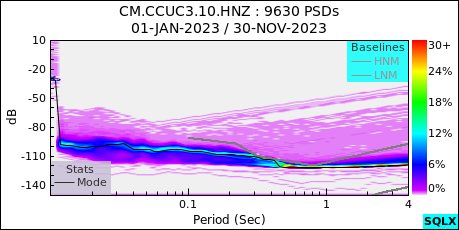 CM.CCUC3.10.HNZ : 9630 PSDs
01-JAN-2023 / 30-NOV-2023
10
-20
-50
-80
-110
-140
dB
Baselines
HNM
LNM
Stats
Mode
30+
24%
18%
12%
6%
0%
0.1
1
4
Period (Sec)
SQLX